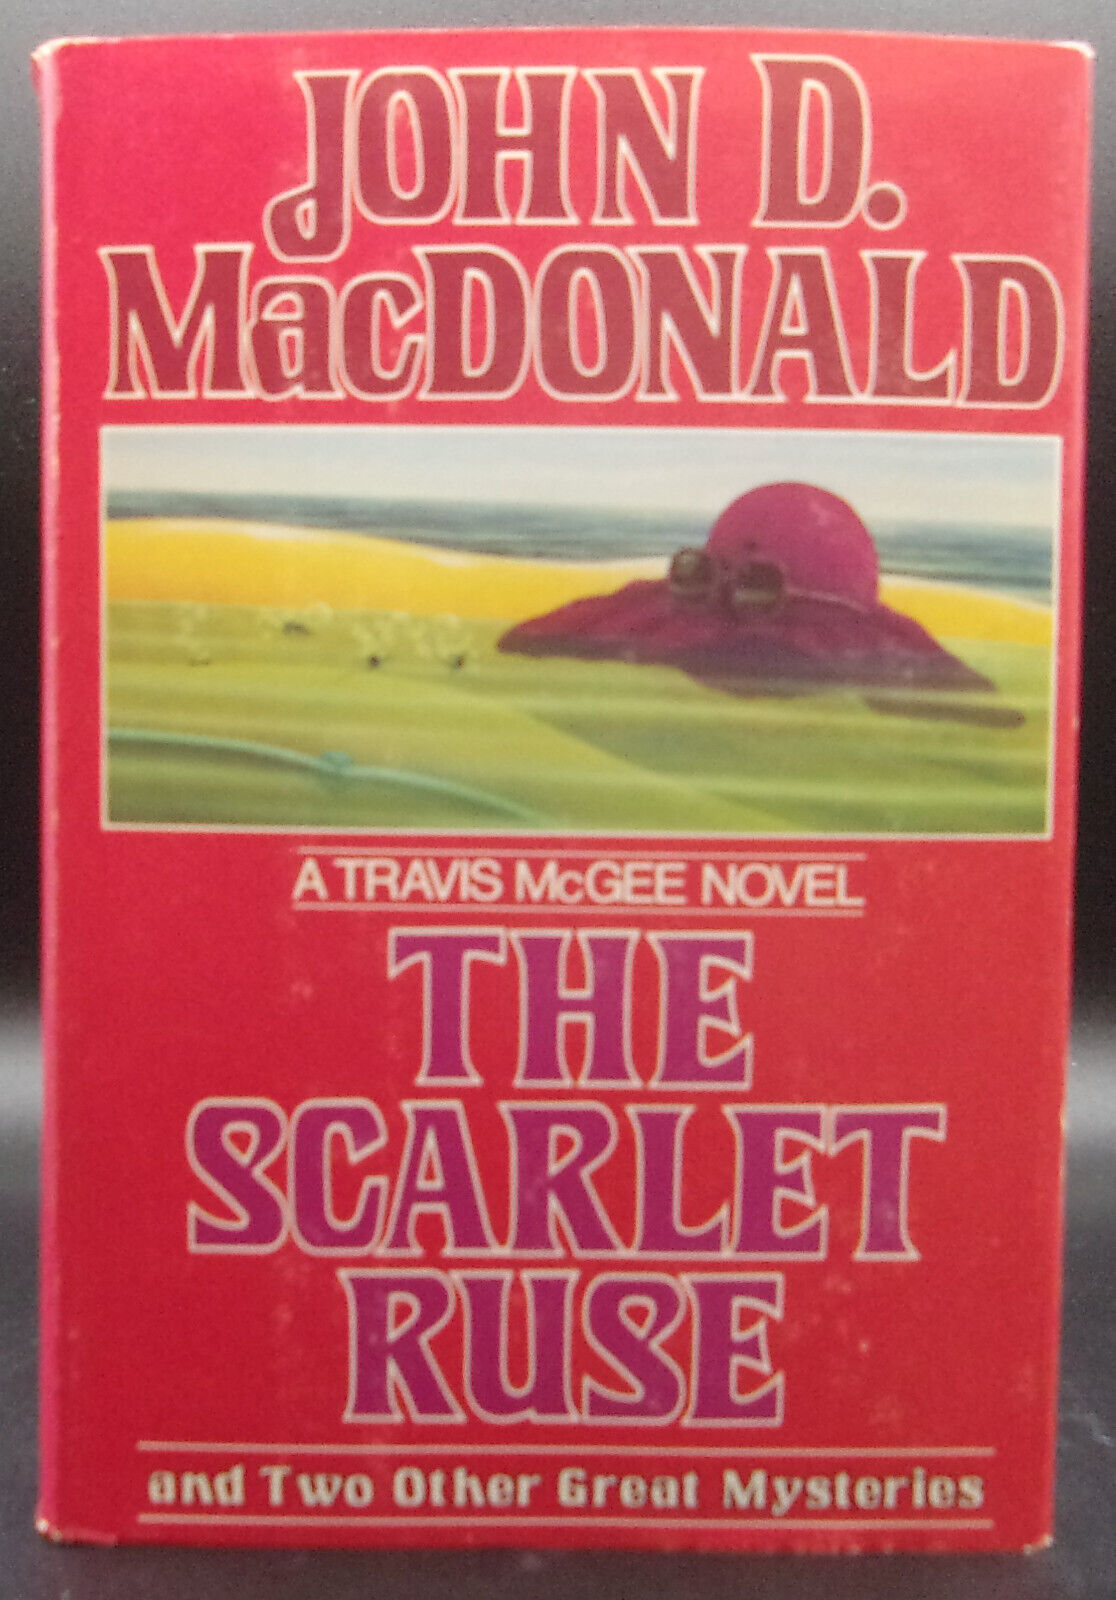 JOHN D.
MacDONALD
A TRAVIS McGEE NOVEL
THE
SCARLET
RUSE
and Two Other Great Mysteries